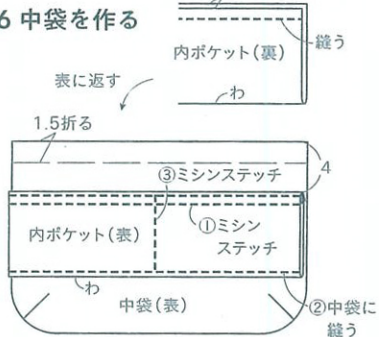 6 中袋を作る
内ポケット(裏)
縫う
表に返す
わ
1.5折る
4
③ミシンステッチ
内ポケット(表)
①ミシン
ステッチ
わ
中袋(表)
②中袋に
縫う